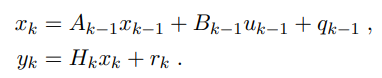 x_k = A_{k−1}x_{k−1} + B_{k−1}u_{k−1} + q_{k−1} ,
y_k = H_k x_k + r_k .